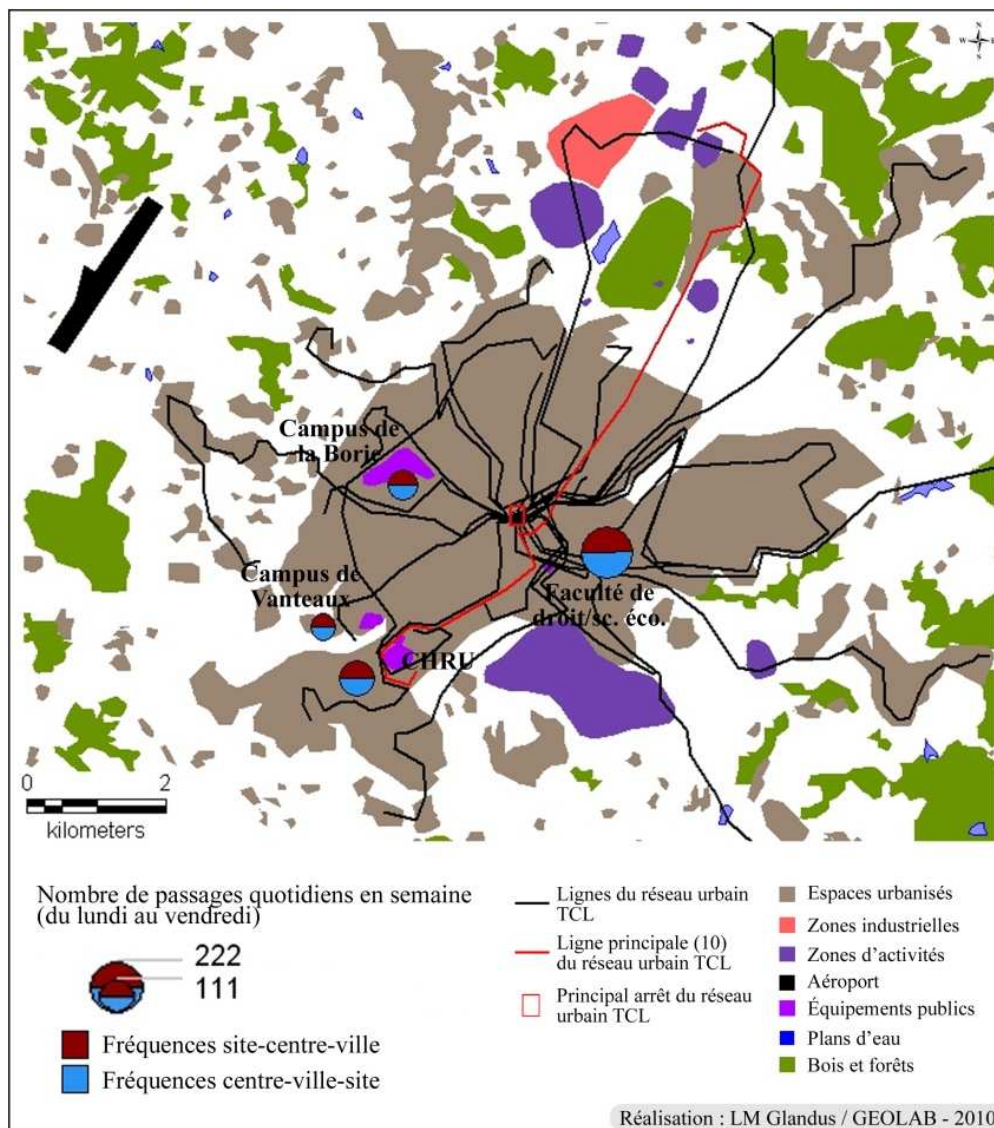 N
W
E
S
Campus de
la Borie
Campus de
Vanteaux
Faculté de
droit/sc. éco.
CHRU
0 2
kilometers
Nombre de passages quotidiens en semaine
(du lundi au vendredi)
222
111
Fréquences site-centre-ville
Fréquences centre-ville-site
Lignes du réseau urbain
TCL
Ligne principale (10)
du réseau urbain TCL
Principal arrêt du réseau
urbain TCL
Espaces urbanisés
Zones industrielles
Zones d'activités
Aéroport
Équipements publics
Plans d'eau
Bois et forêts
Réalisation : LM Glandus / GEOLAB - 2010